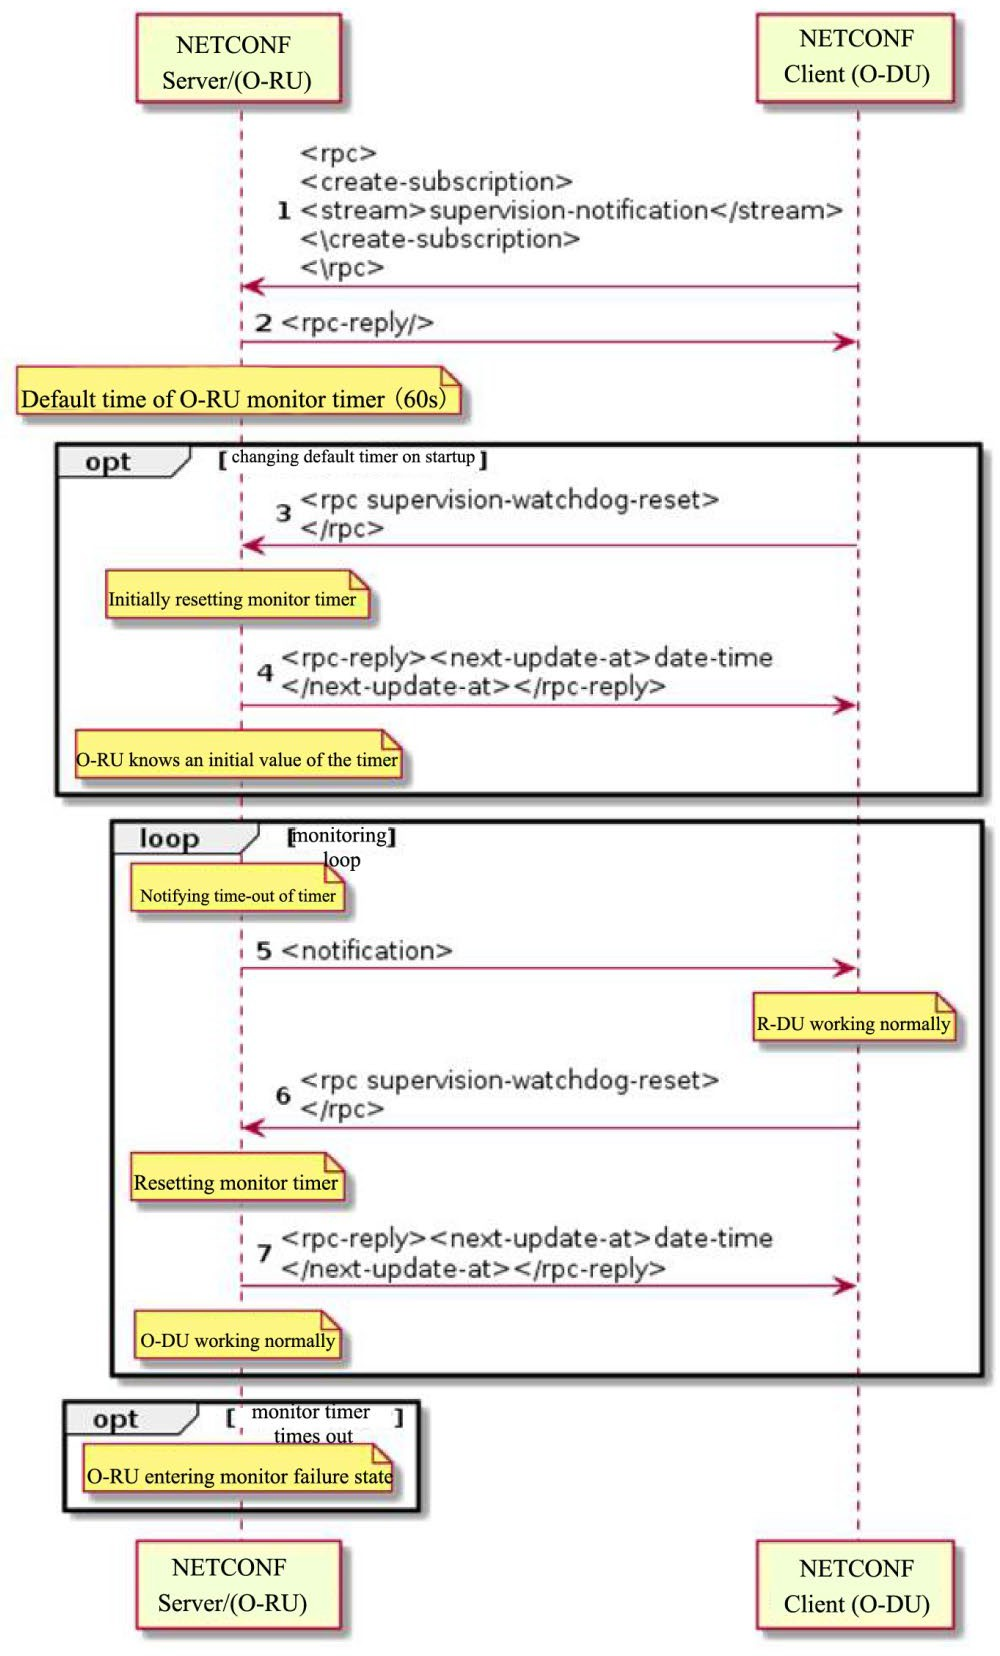 NETCONF
Server/(O-RU)
NETCONF
Client (O-DU)
<rpc>
<create-subscription>
1 <stream>supervision-notification</stream>
<\create-subscription>
<\rpc>
2 <rpc-reply/>
Default time of O-RU monitor timer (60s)
opt [ changing default timer on startup ]
3 <rpc supervision-watchdog-reset>
</rpc>
Initially resetting monitor timer
4 <rpc-reply><next-update-at>date-time
</next-update-at></rpc-reply>
O-RU knows an initial value of the timer
loop [monitoring]
loop
Notifying time-out of timer
5 <notification>
R-DU working normally
6 <rpc supervision-watchdog-reset>
</rpc>
Resetting monitor timer
7 <rpc-reply><next-update-at>date-time
</next-update-at></rpc-reply>
O-DU working normally
opt [ monitor timer ]
times out
O-RU entering monitor failure state
NETCONF
Server/(O-RU)
NETCONF
Client (O-DU)